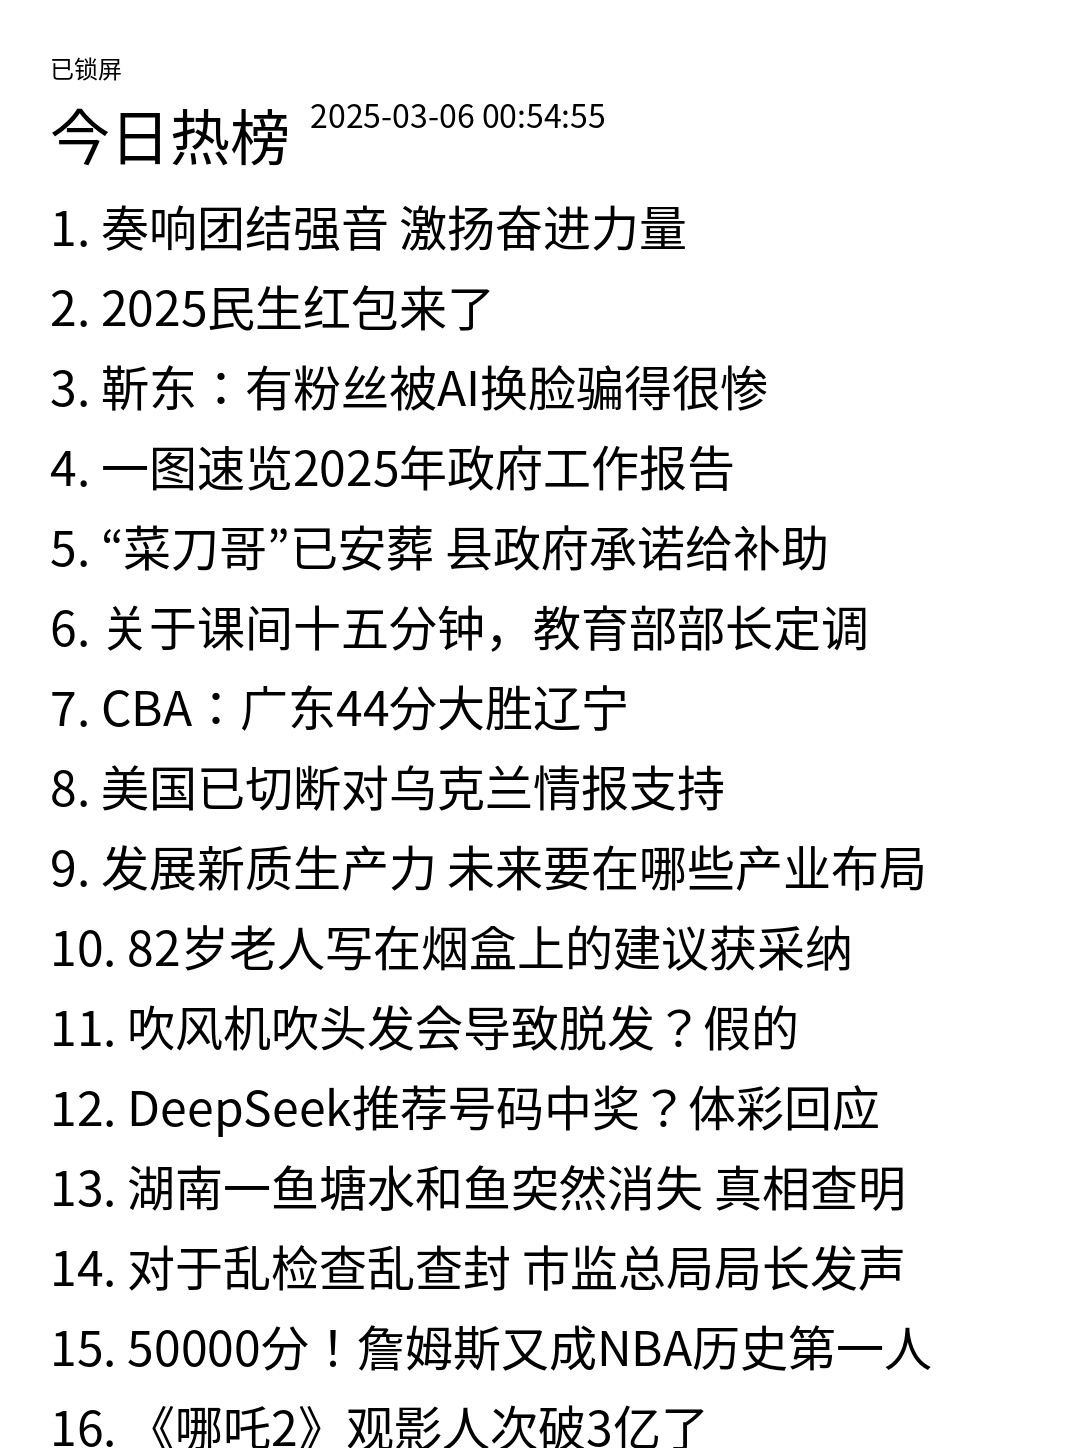 已锁屏
今日热榜 2025-03-06 00:54:55
1. 奏响团结强音 激扬奋进力量
2. 2025民生红包来了
3. 靳东：有粉丝被AI换脸骗得很惨
4. 一图速览2025年政府工作报告
5. “菜刀哥”已安葬 县政府承诺给补助
6. 关于课间十五分钟，教育部部长定调
7. CBA：广东44分大胜辽宁
8. 美国已切断对乌克兰情报支持
9. 发展新质生产力 未来要在哪些产业布局
10. 82岁老人写在烟盒上的建议获采纳
11. 吹风机吹头发会导致脱发？假的
12. DeepSeek推荐号码中奖？体彩回应
13. 湖南一鱼塘水和鱼突然消失 真相查明
14. 对于乱检查乱查封 市监总局局长发声
15. 50000分！詹姆斯又成NBA历史第一人
16. 《哪吒2》观影人次破3亿了